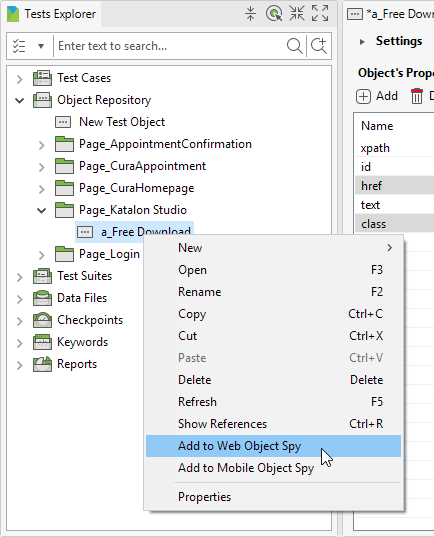 Tests Explorer
*a_Free Down
Enter text to search...
Settings
Test Cases
Object's Prop
Object Repository
Add
New Test Object
Name
Page_AppointmentConfirmation
xpath
Page_CuraAppointment
id
Page_CuraHomepage
href
Page_Katalon Studio
text
a_Free Download
class
Page_Login
New
Test Suites
Open F3
Data Files
Rename F2
Checkpoints
Copy Ctrl+C
Keywords
Cut Ctrl+X
Reports
Paste Ctrl+V
Delete Delete
Refresh F5
Show References Ctrl+R
Add to Web Object Spy
Add to Mobile Object Spy
Properties